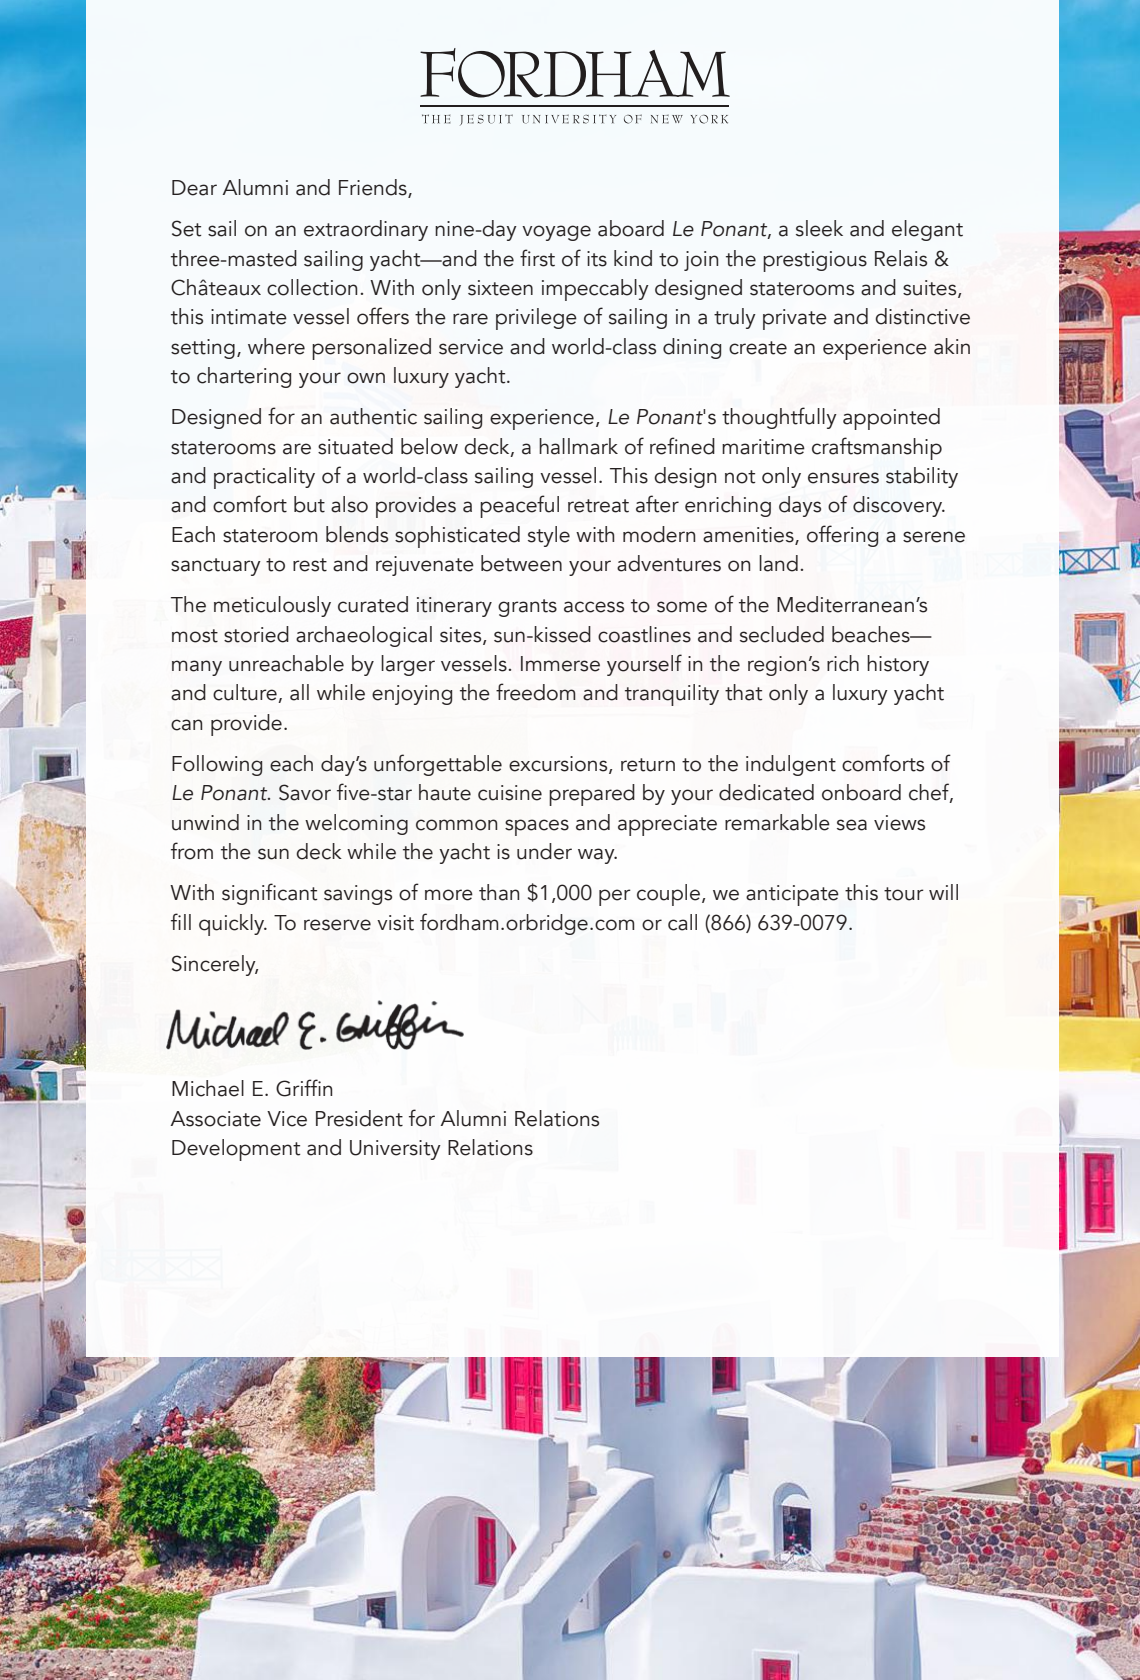 FORDHAM
THE JESUIT UNIVERSITY OF NEW YORK
Dear Alumni and Friends,
Set sail on an extraordinary nine-day voyage aboard Le Ponant, a sleek and elegant
three-masted sailing yacht—and the first of its kind to join the prestigious Relais &
Châteaux collection. With only sixteen impeccably designed staterooms and suites,
this intimate vessel offers the rare privilege of sailing in a truly private and distinctive
setting, where personalized service and world-class dining create an experience akin
to chartering your own luxury yacht.
Designed for an authentic sailing experience, Le Ponant's thoughtfully appointed
staterooms are situated below deck, a hallmark of refined maritime craftsmanship
and practicality of a world-class sailing vessel. This design not only ensures stability
and comfort but also provides a peaceful retreat after enriching days of discovery.
Each stateroom blends sophisticated style with modern amenities, offering a serene
sanctuary to rest and rejuvenate between your adventures on land.
The meticulously curated itinerary grants access to some of the Mediterranean’s
most storied archaeological sites, sun-kissed coastlines and secluded beaches—
many unreachable by larger vessels. Immerse yourself in the region’s rich history
and culture, all while enjoying the freedom and tranquility that only a luxury yacht
can provide.
Following each day’s unforgettable excursions, return to the indulgent comforts of
Le Ponant. Savor five-star haute cuisine prepared by your dedicated onboard chef,
unwind in the welcoming common spaces and appreciate remarkable sea views
from the sun deck while the yacht is under way.
With significant savings of more than $1,000 per couple, we anticipate this tour will
fill quickly. To reserve visit fordham.orbridge.com or call (866) 639-0079.
Sincerely,
Michael E. Griffin
Michael E. Griffin
Associate Vice President for Alumni Relations
Development and University Relations